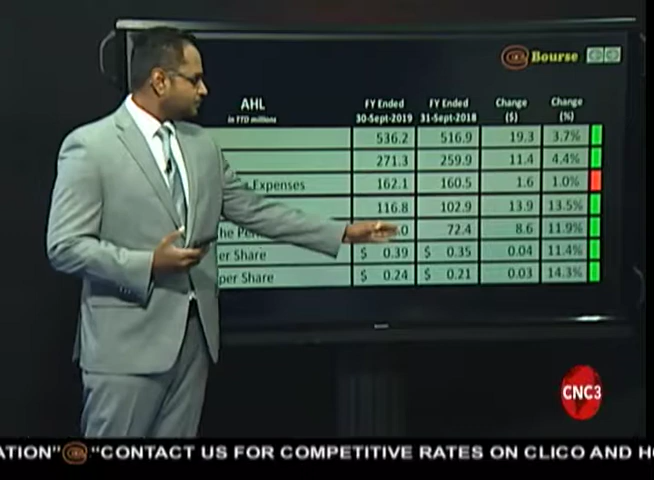 Bourse
AHL FY Ended FY Ended Change Change
in TTD millions 30-Sept-2019 31-Sept-2018 ($) (%)
536.2 516.9 19.3 3.7%
271.3 259.9 11.4 4.4%
Expenses 162.1 160.5 1.6 1.0%
116.8 102.9 13.9 13.5%
he .0 72.4 8.6 11.9%
er Share $ 0.39 $ 0.35 0.04 11.4%
per Share $ 0.24 $ 0.21 0.03 14.3%
CNC3
ATION" "CONTACT US FOR COMPETITIVE RATES ON CLICO AND H